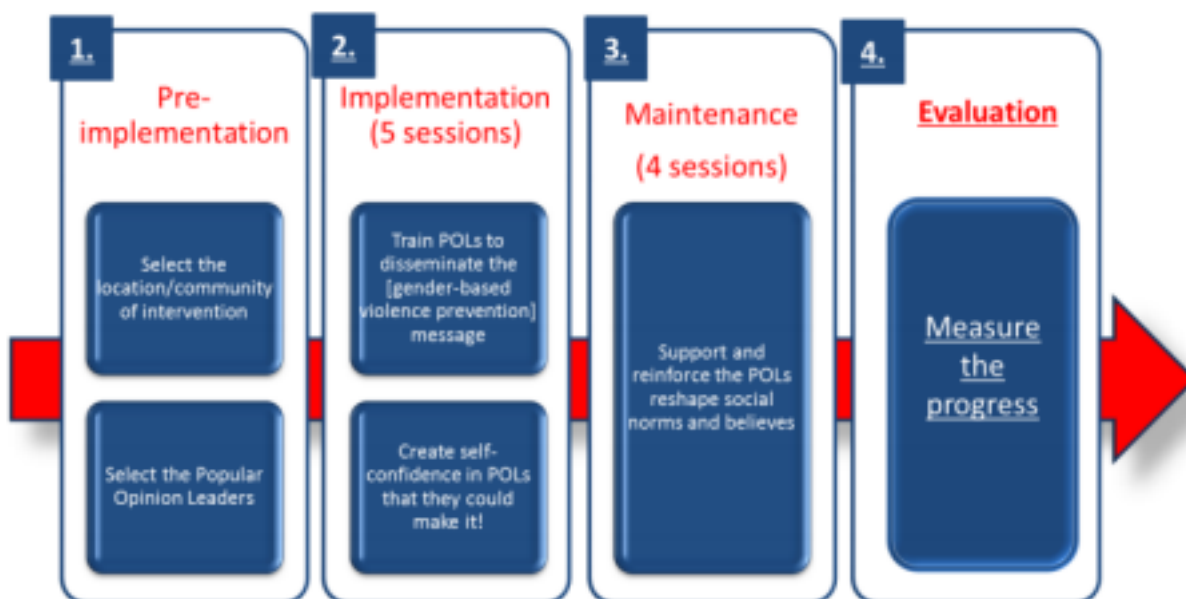 1.
Pre-
implementation
Select the
location/community
of intervention
Select the Popular
Opinion Leaders
2.
Implementation
(5 sessions)
Train POLs to
disseminate the
[gender-based
violence prevention]
message
Create self-
confidence in POLs
that they could
make it!
3.
Maintenance
(4 sessions)
Support and
reinforce the POLs
reshape social
norms and believes
4.
Evaluation
Measure
the
progress